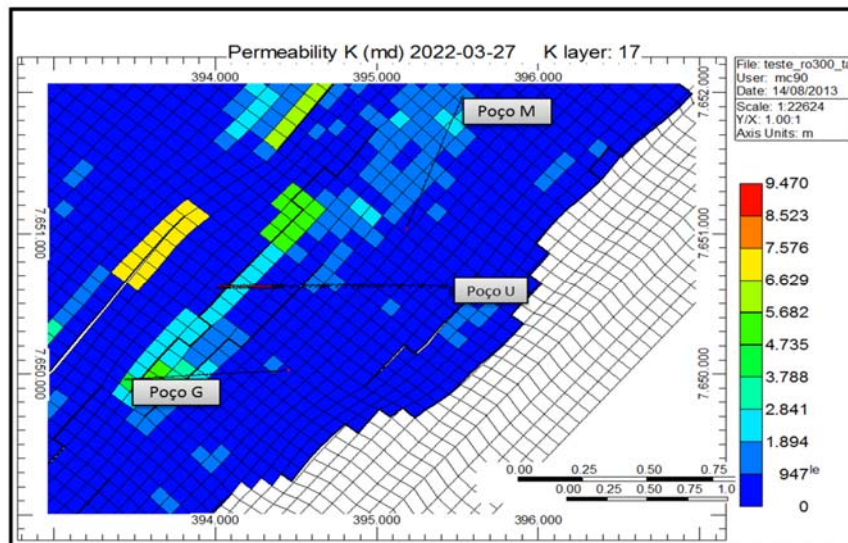 Permeability K (md) 2022-03-27 K layer: 17
394.000 395.000 396.000
File: teste_ro300_ta
User: mc90
Date: 14/08/2013
Scale: 1:22624
Y/X: 1.00:1
Axis Units: m
7.652.000
7.652.000
Poço M
9.470
8.523
7.576
6.629
5.682
4.735
3.788
2.841
1.894
947
0
7.651.000
7.651.000
Poço U
7.650.000
7.650.000
Poço G
0.00 0.25 0.50 0.75
0.00 0.25 0.50 0.75 1.0
394.000 395.000 396.000